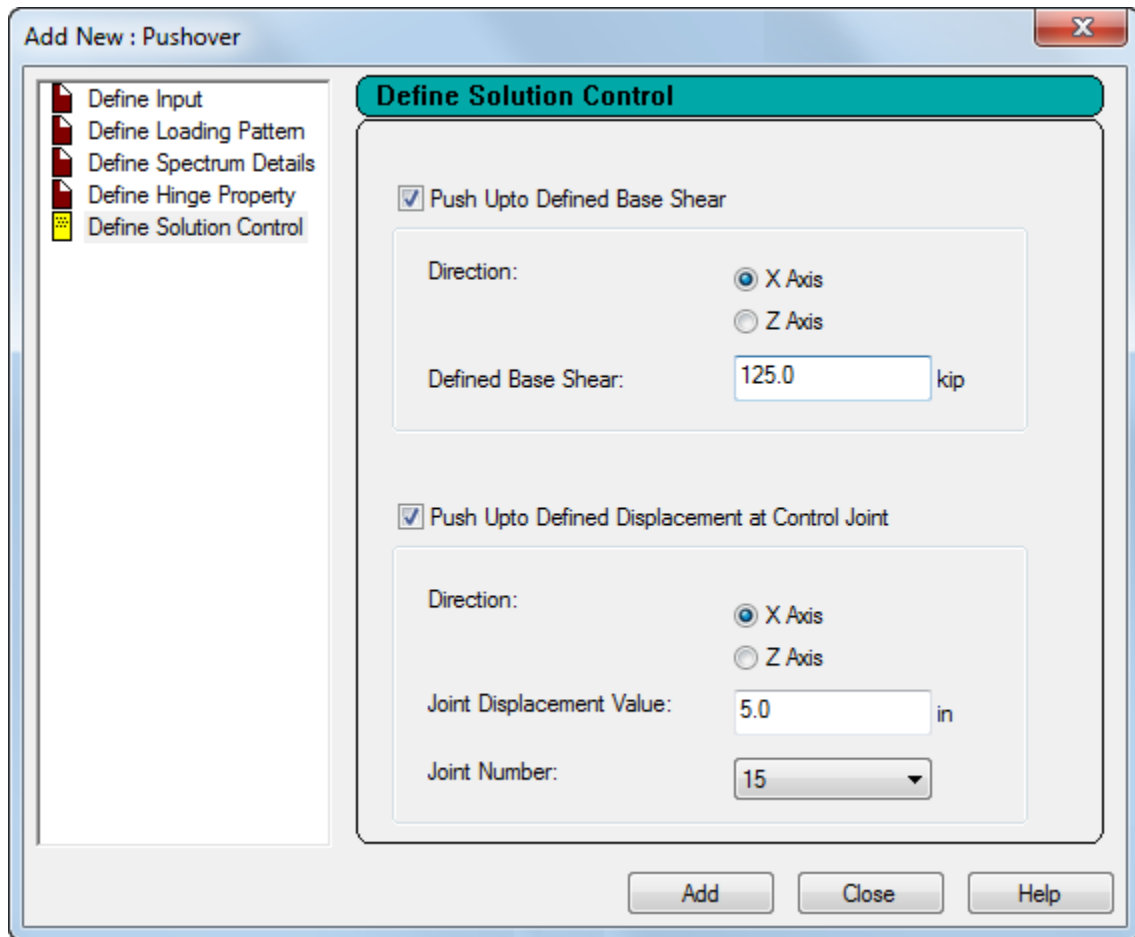 Add New : Pushover
Define Input
Define Loading Pattern
Define Spectrum Details
Define Hinge Property
Define Solution Control
Define Solution Control
Push Upto Defined Base Shear
Direction:
X Axis
Z Axis
Defined Base Shear: 125.0 kip
Push Upto Defined Displacement at Control Joint
Direction:
X Axis
Z Axis
Joint Displacement Value: 5.0 in
Joint Number: 15
Add Close Help